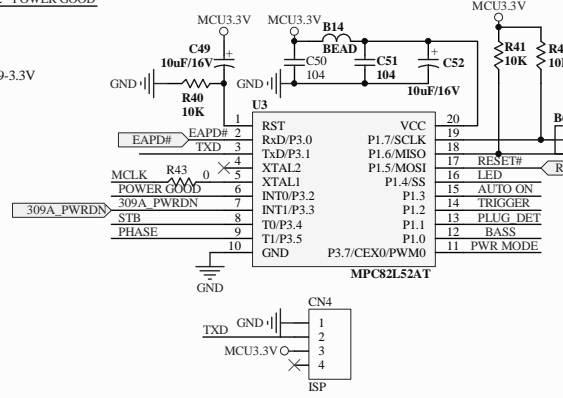 POWER GOOD
9-3.3V
MCU3.3V
MCU3.3V
MCU3.3V
C49
10uF/16V
GND
R40
10K
B14
BEAD
C50
104
C51
104
C52
10uF/16V
GND
R41
10K
U3
1 RST
2 RxD/P3.0
3 TxD/P3.1
4 XTAL2
5 XTAL1
6 INT0/P3.2
7 INT1/P3.3
8 T0/P3.4
9 T1/P3.5
10 GND
VCC 20
P1.7/SCLK 19
P1.6/MISO 18
P1.5/MOSI 17
P1.4/SS 16
P1.3 15
P1.2 14
P1.1 13
P1.0 12
P3.7/CEX0/PWM0 11
MPC82L52AT
EAPD# EAPD#
TXD
MCLK R43 0
POWER GOOD
309A_PWRDN 309A_PWRDN
STB
PHASE
GND
RESET#
LED
AUTO ON
TRIGGER
PLUG_DET
BASS
PWR MODE
CN4
GND 1
TXD 2
MCU3.3V 3
4
ISP